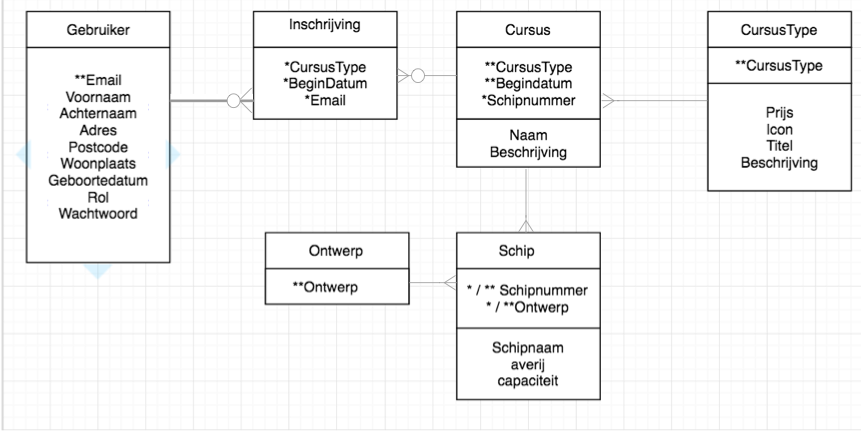 Gebruiker
**Email
Voornaam
Achternaam
Adres
Postcode
Woonplaats
Geboortedatum
Rol
Wachtwoord
Inschrijving
*CursusType
*BeginDatum
*Email
Cursus
**CursusType
**Begindatum
*Schipnummer
Naam
Beschrijving
CursusType
**CursusType
Prijs
Icon
Titel
Beschrijving
Ontwerp
**Ontwerp
Schip
* / ** Schipnummer
* / **Ontwerp
Schipnaam
averij
capaciteit